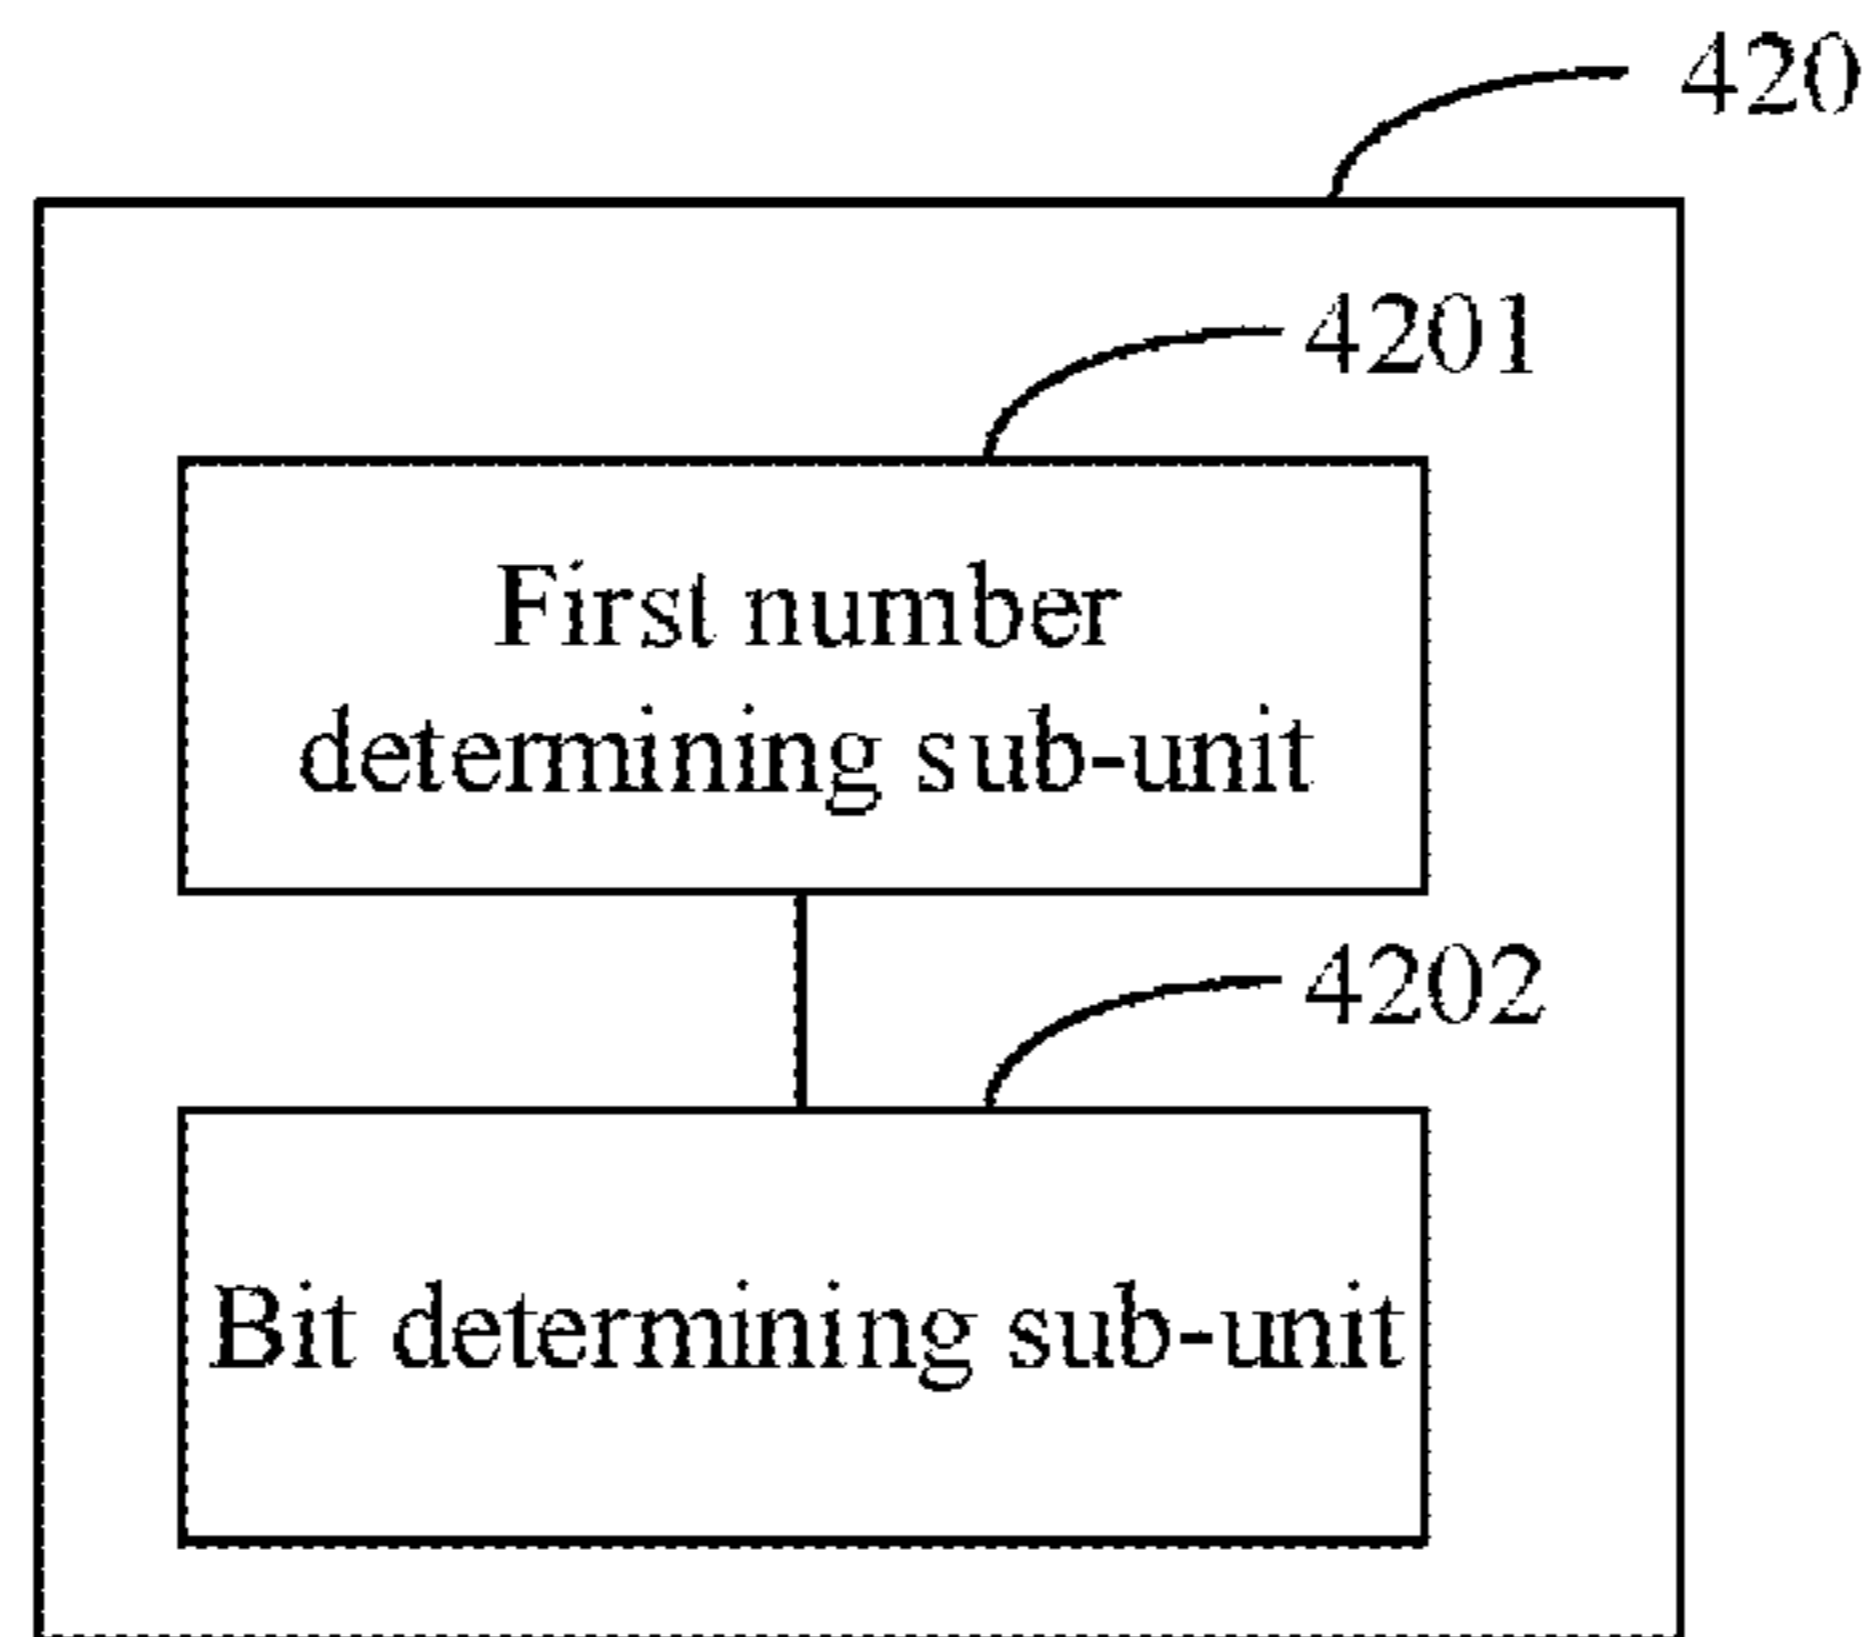 420
4201
First number
determining sub-unit
4202
Bit determining sub-unit